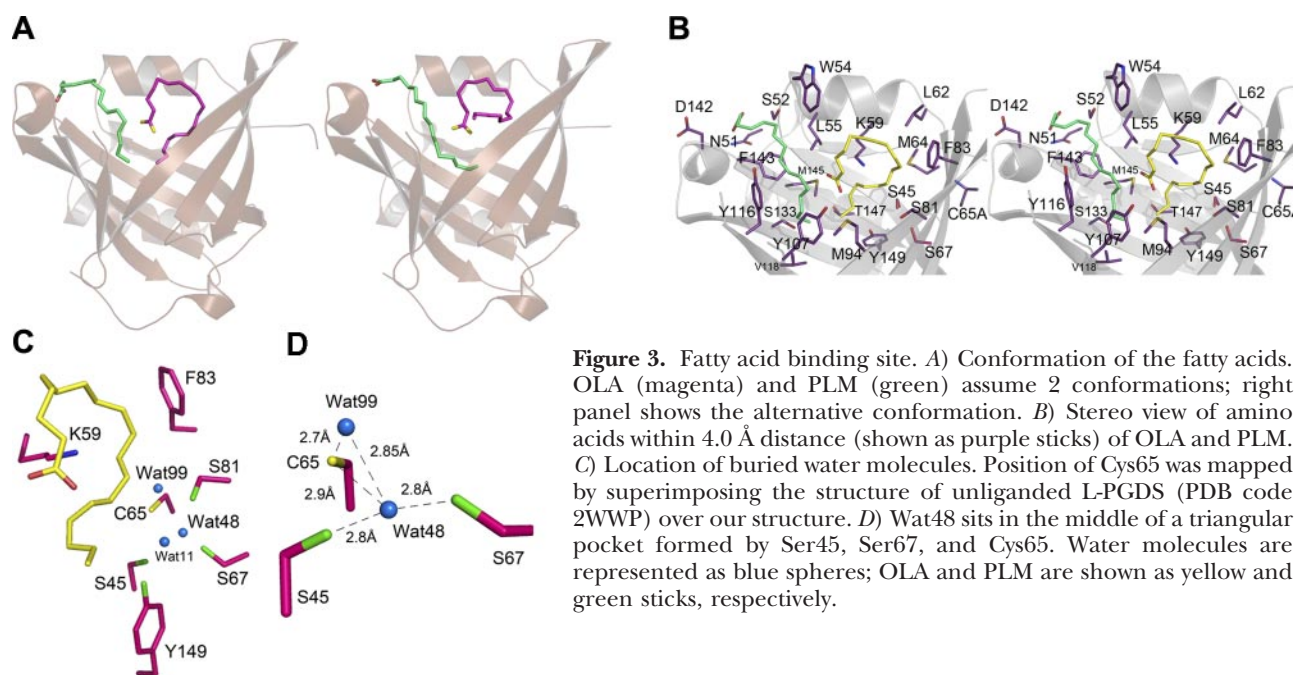 A
B
W54
L62
D142
S52
L55
K59
N51
M64
F83
F143
M145
S45
Y116
S133
T147
S81
C65A
Y107
M94
Y149
S67
V118
W54
L62
D142
S52
L55
K59
N51
M64
F83
F143
M145
S45
Y116
S133
T147
S81
C65A
Y107
M94
Y149
S67
V118
C
F83
K59
Wat99
S81
C65
Wat48
Wat11
S45
S67
Y149
D
Wat99
2.7Å
2.85Å
C65
2.9Å
2.8Å
Wat48
2.8Å
S67
S45
Figure 3. Fatty acid binding site. A) Conformation of the fatty acids.
OLA (magenta) and PLM (green) assume 2 conformations; right
panel shows the alternative conformation. B) Stereo view of amino
acids within 4.0 Å distance (shown as purple sticks) of OLA and PLM.
C) Location of buried water molecules. Position of Cys65 was mapped
by superimposing the structure of unliganded L-PGDS (PDB code
2WWP) over our structure. D) Wat48 sits in the middle of a triangular
pocket formed by Ser45, Ser67, and Cys65. Water molecules are
represented as blue spheres; OLA and PLM are shown as yellow and
green sticks, respectively.